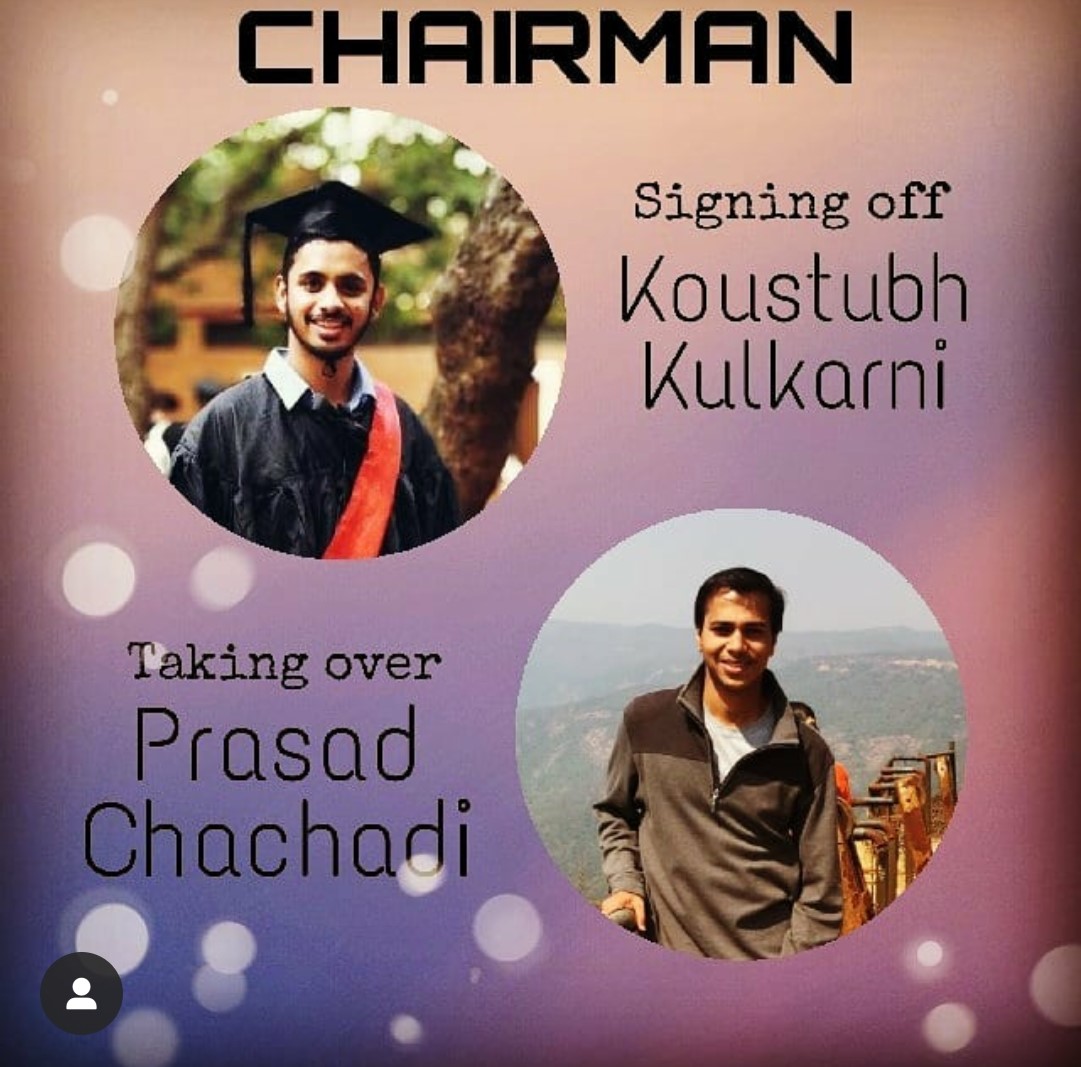 CHAIRMAN
Signing off
Koustubh
Kulkarni
Taking over
Prasad
Chachadi